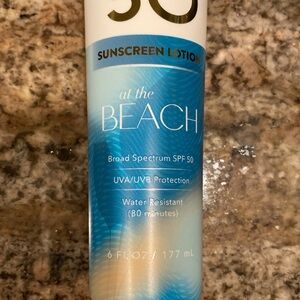 50
SUNSCREEN LOTION
at the
BEACH
Broad Spectrum SPF 50
UVA/UVB Protection
Water Resistant
(80 minutes)
6 FL OZ / 177 mL